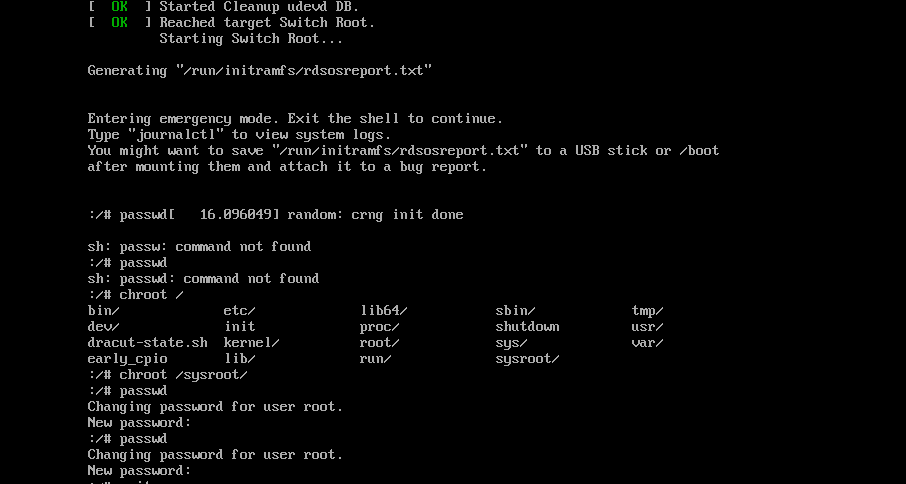 [  OK  ] Started Cleanup udevd DB.
[  OK  ] Reached target Switch Root.
Starting Switch Root...
Generating "/run/initramfs/rdsosreport.txt"
Entering emergency mode. Exit the shell to continue.
Type "journalctl" to view system logs.
You might want to save "/run/initramfs/rdsosreport.txt" to a USB stick or /boot
after mounting them and attach it to a bug report.
:/# passwd[   16.096049] random: crng init done
sh: passw: command not found
:/# passwd
sh: passwd: command not found
:/# chroot /
bin/ etc/ lib64/ sbin/ tmp/
dev/ init proc/ shutdown usr/
dracut-state.sh kernel/ root/ sys/ var/
early_cpio lib/ run/ sysroot/
:/# chroot /sysroot/
:/# passwd
Changing password for user root.
New password:
:/# passwd
Changing password for user root.
New password: